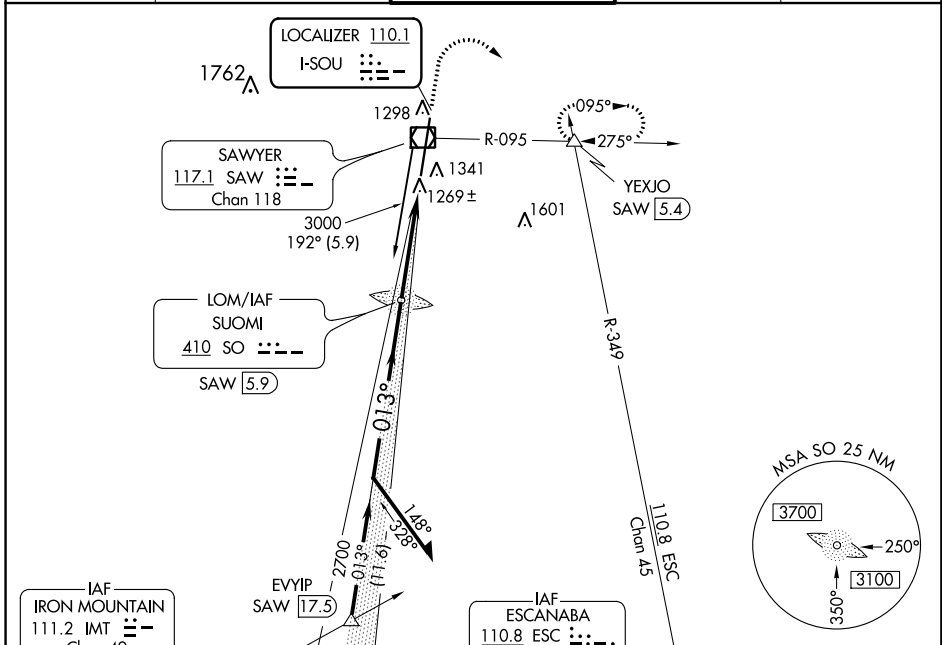 LOCALIZER 110.1
I-SOU
1762
1298
095°
R-095
275°
SAWYER
117.1 SAW
Chan 118
1341
1269 ±
YEXJO
SAW 5.4
1601
3000
192° (5.9)
LOM/IAF
SUOMI
410 SO
SAW 5.9
R-349
013°
MSA SO 25 NM
3700
250°
3100
350°
148°
328°
2700
013°
(11.6)
110.8 ESC
Chan 45
EVYIP
SAW 17.5
IAF
IRON MOUNTAIN
111.2 IMT
IAF
ESCANABA
110.8 ESC